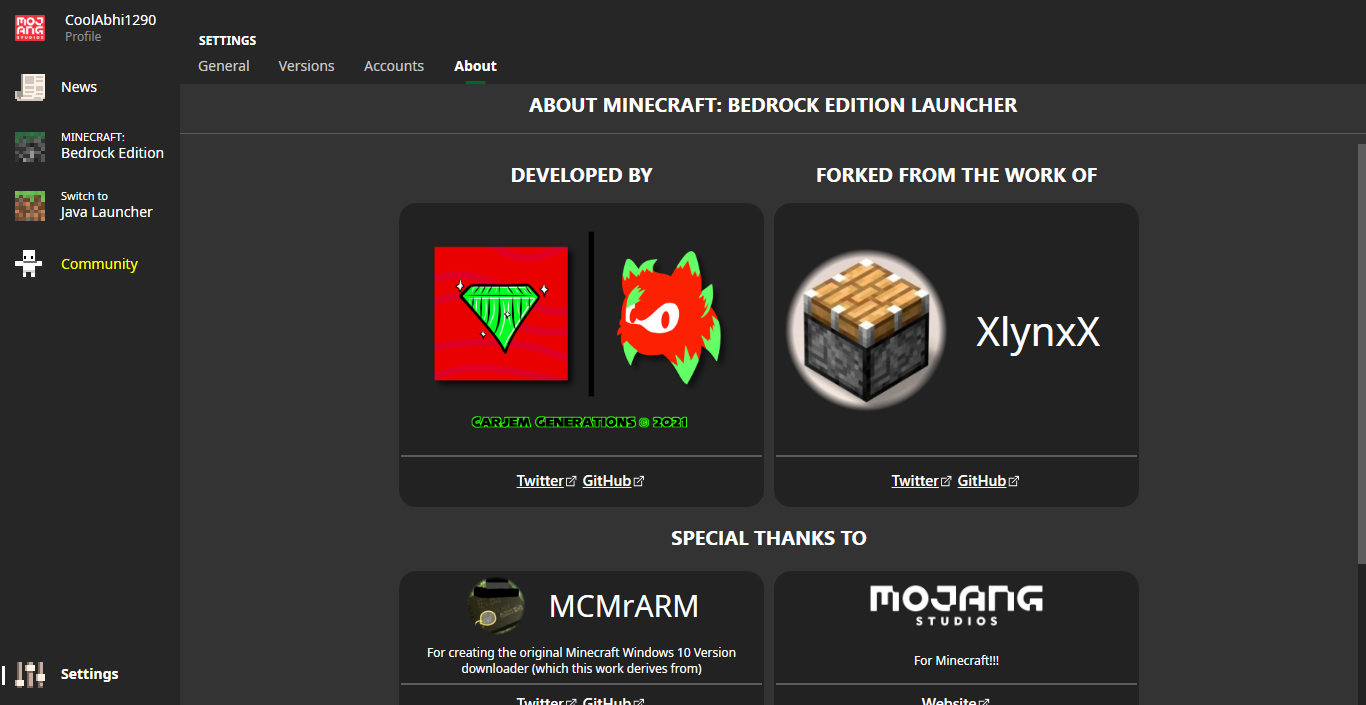 MOJANG
STUDIOS
CoolAbhi1290
Profile
News
MINECRAFT:
Bedrock Edition
Switch to
Java Launcher
Community
Settings
SETTINGS
General Versions Accounts About
ABOUT MINECRAFT: BEDROCK EDITION LAUNCHER
DEVELOPED BY
CARJEM GENERATIONS © 2021
Twitter GitHub
FORKED FROM THE WORK OF
XlynxX
Twitter GitHub
SPECIAL THANKS TO
MCMrARM
For creating the original Minecraft Windows 10 Version
downloader (which this work derives from)
Twitter GitHub
MOJANG
STUDIOS
For Minecraft!!!
Website